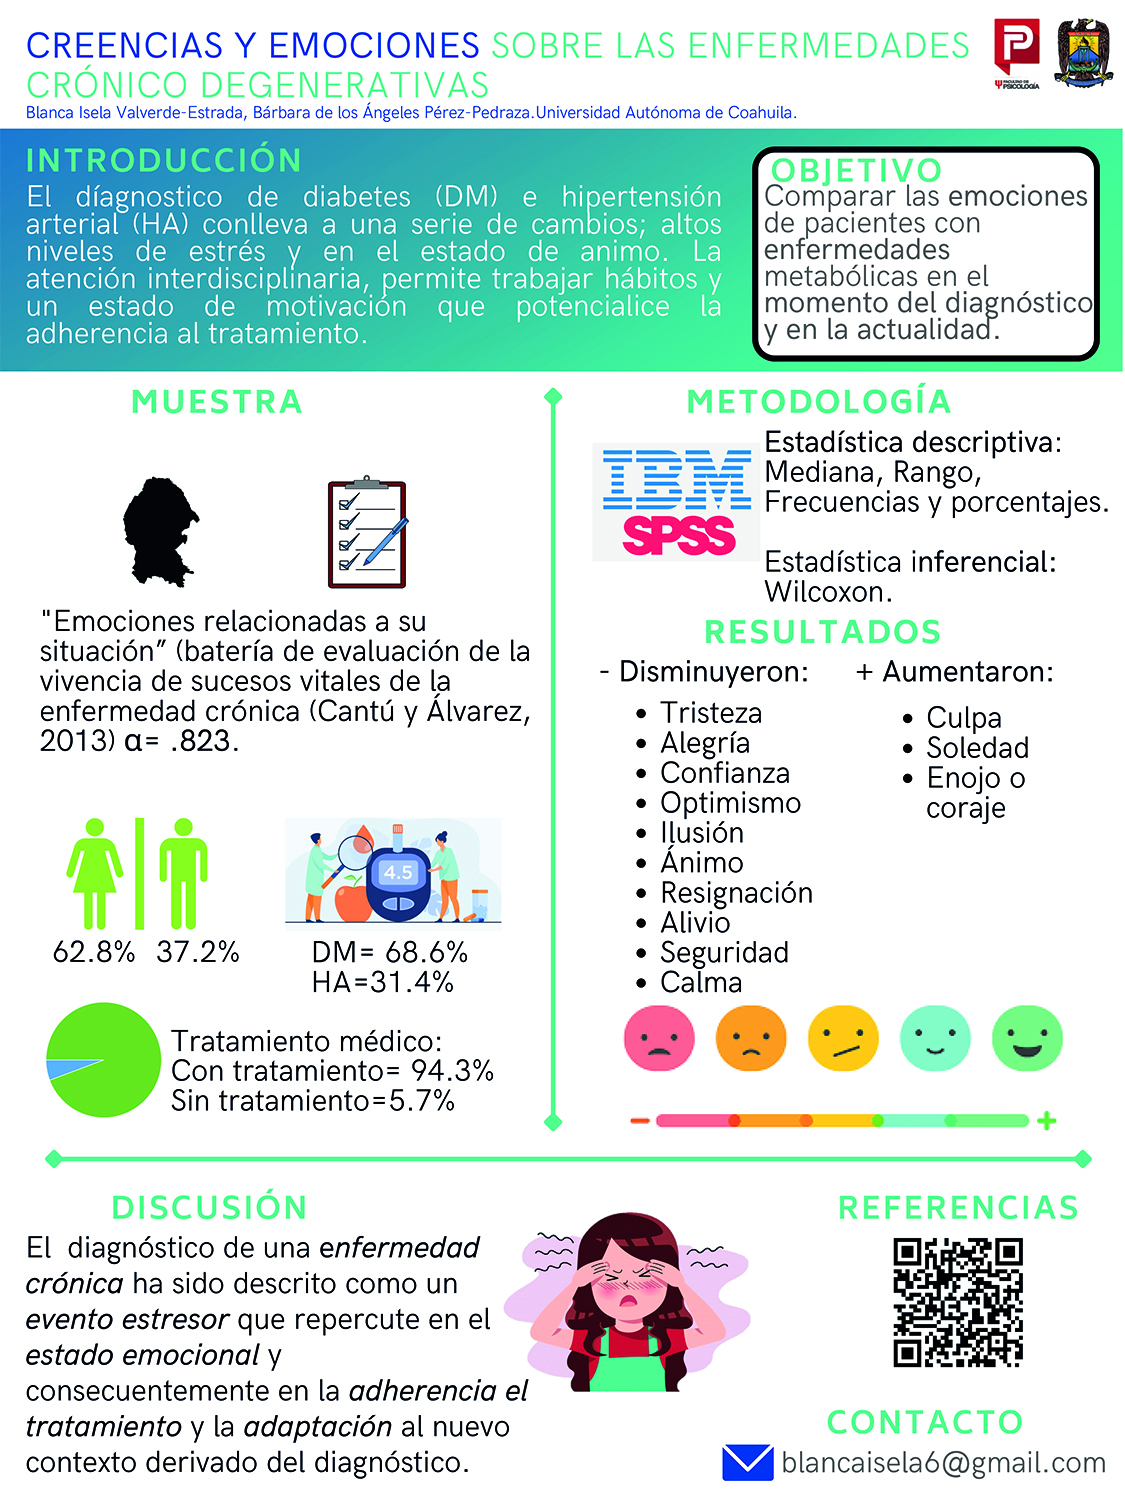 CREENCIAS Y EMOCIONES SOBRE LAS ENFERMEDADES
CRÓNICO DEGENERATIVAS
Blanca Isela Valverde-Estrada, Bárbara de los Ángeles Pérez-Pedraza.Universidad Autónoma de Coahuila.
P
FACULTAD DE
PSICOLOGÍA
INTRODUCCIÓN
El díagnostico de diabetes (DM) e hipertensión
arterial (HA) conlleva a una serie de cambios; altos
niveles de estrés y en el estado de animo. La
atención interdisciplinaria, permite trabajar hábitos y
un estado de motivación que potencialice la
adherencia al tratamiento.
OBJETIVO
Comparar las emociones
de pacientes con
enfermedades
metabólicas en el
momento del diagnóstico
y en la actualidad.
MUESTRA
"Emociones relacionadas a su
situación” (batería de evaluación de la
vivencia de sucesos vitales de la
enfermedad crónica (Cantú y Álvarez,
2013) α= .823.
62.8% 37.2%
4.5
DM= 68.6%
HA=31.4%
Tratamiento médico:
Con tratamiento= 94.3%
Sin tratamiento=5.7%
METODOLOGÍA
IBM
SPSS
Estadística descriptiva:
Mediana, Rango,
Frecuencias y porcentajes.
Estadística inferencial:
Wilcoxon.
RESULTADOS
- Disminuyeron:
• Tristeza
• Alegría
• Confianza
• Optimismo
• Ilusión
• Ánimo
• Resignación
• Alivio
• Seguridad
• Calma
+ Aumentaron:
• Culpa
• Soledad
• Enojo o
coraje
- +
DISCUSIÓN
El diagnóstico de una enfermedad
crónica ha sido descrito como un
evento estresor que repercute en el
estado emocional y
consecuentemente en la adherencia el
tratamiento y la adaptación al nuevo
contexto derivado del diagnóstico.
REFERENCIAS
CONTACTO
blancaisela6@gmail.com